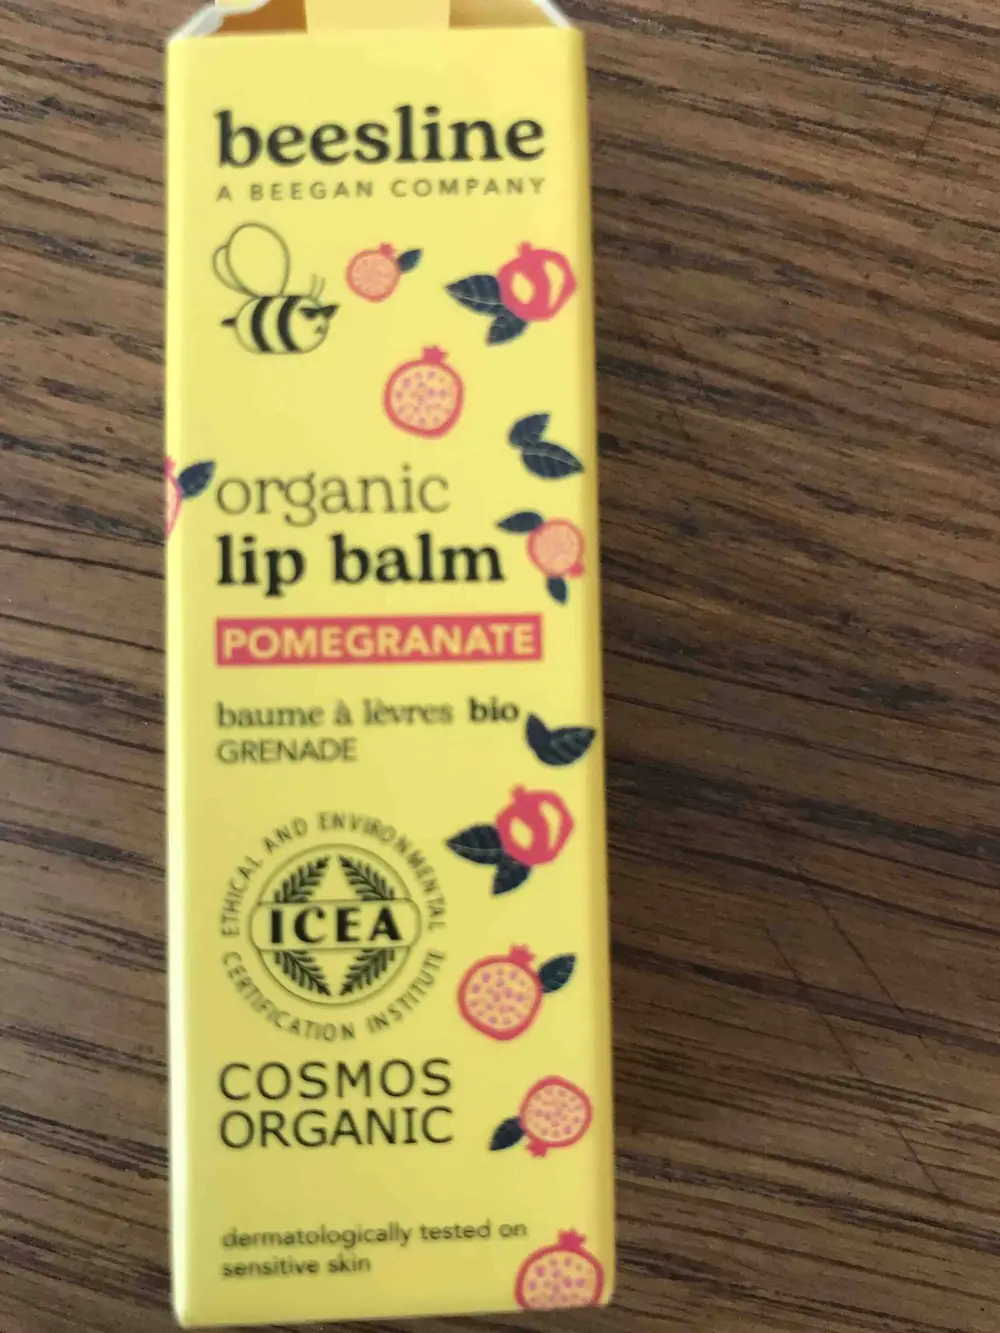 beesline
A BEEGAN COMPANY
organic
lip balm
POMEGRANATE
baume à lèvres bio
GRENADE
ETHICAL AND ENVIRONMENTAL
ICEA
CERTIFICATION INSTITUTE
COSMOS
ORGANIC
dermatologically tested on
sensitive skin